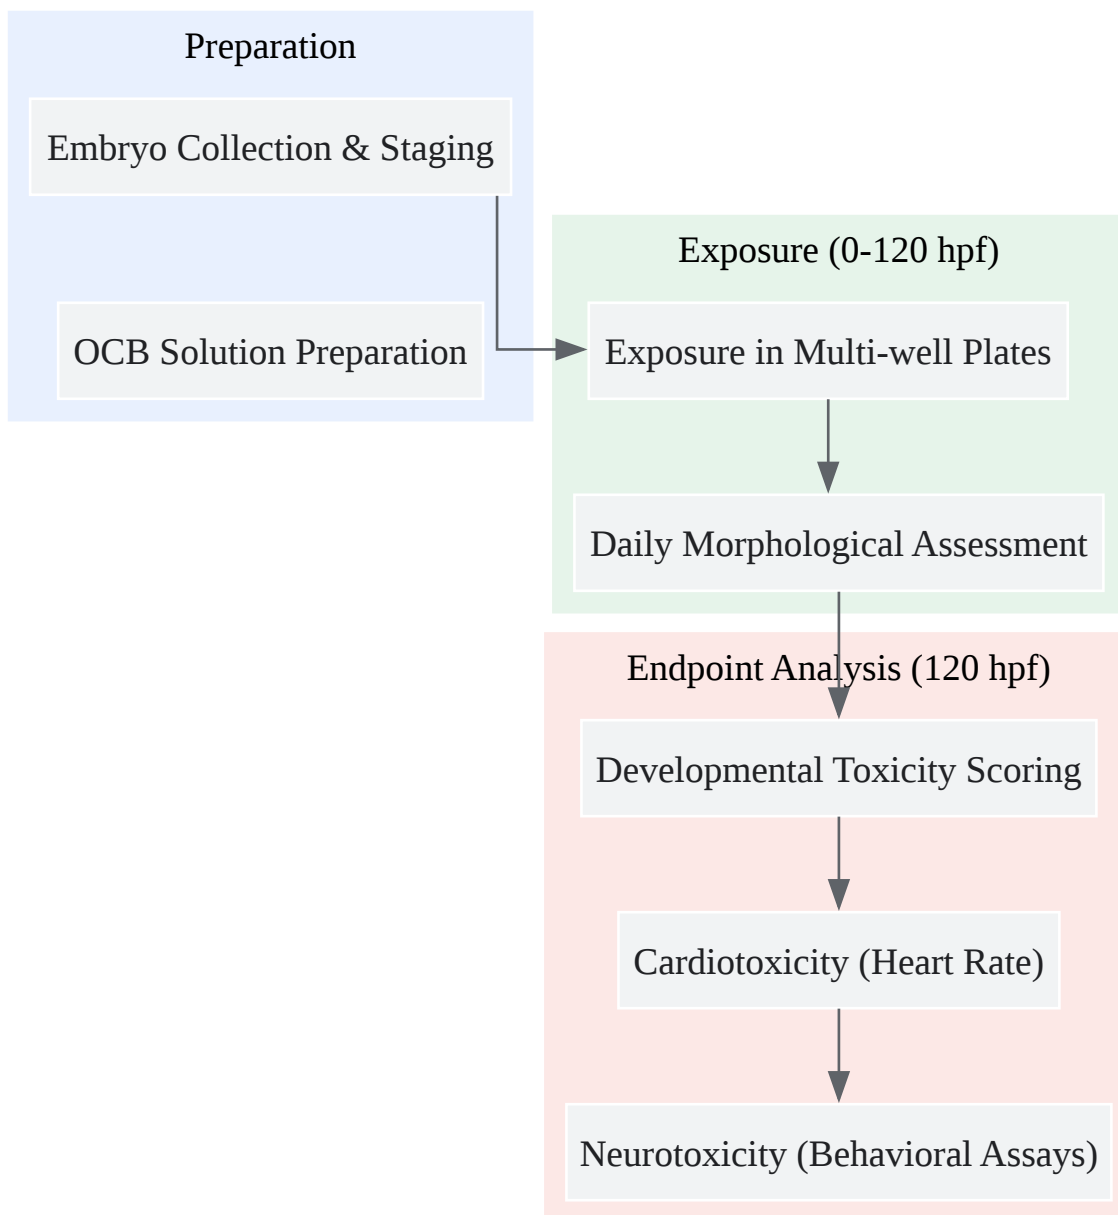 Preparation
Embryo Collection & Staging
OCB Solution Preparation
Exposure (0-120 hpf)
Exposure in Multi-well Plates
Daily Morphological Assessment
Endpoint Analysis (120 hpf)
Developmental Toxicity Scoring
Cardiotoxicity (Heart Rate)
Neurotoxicity (Behavioral Assays)